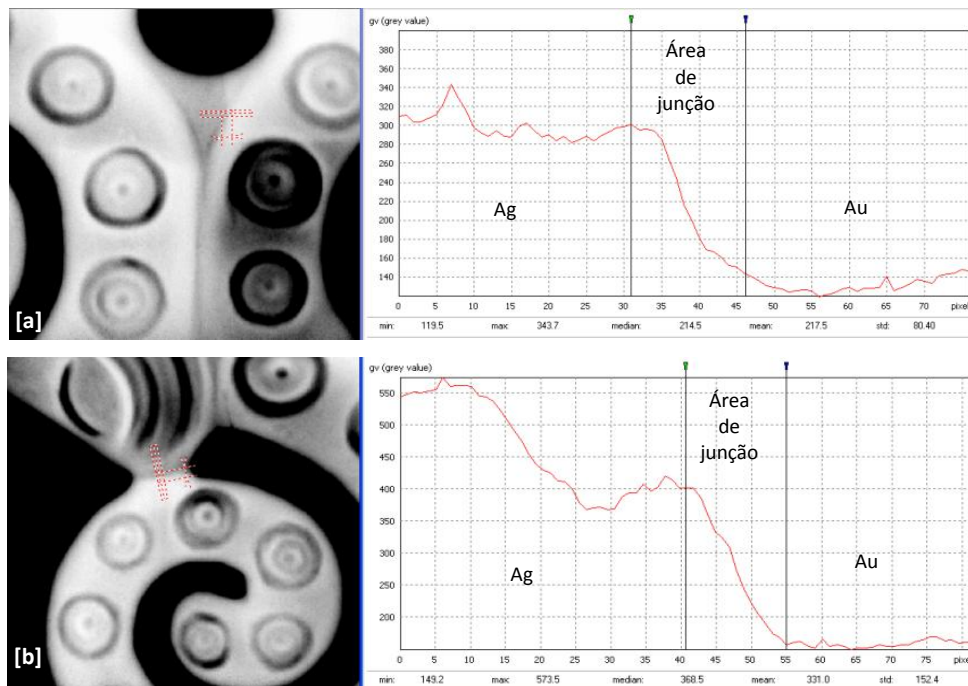 gv (grey value)
380
360
340
320
300
280
260
240
220
200
180
160
140
Área
de
junção
Ag
Au
0 5 10 15 20 25 30 35 40 45 50 55 60 65 70 pixel
min: 119.5 max: 343.7 median: 214.5 mean: 217.5 std: 80.40
[a]
gv (grey value)
550
500
450
400
350
300
250
200
Área
de
junção
Ag
Au
0 5 10 15 20 25 30 35 40 45 50 55 60 65 70 75 pixel
min: 149.2 max: 573.5 median: 368.5 mean: 331.0 std: 152.4
[b]